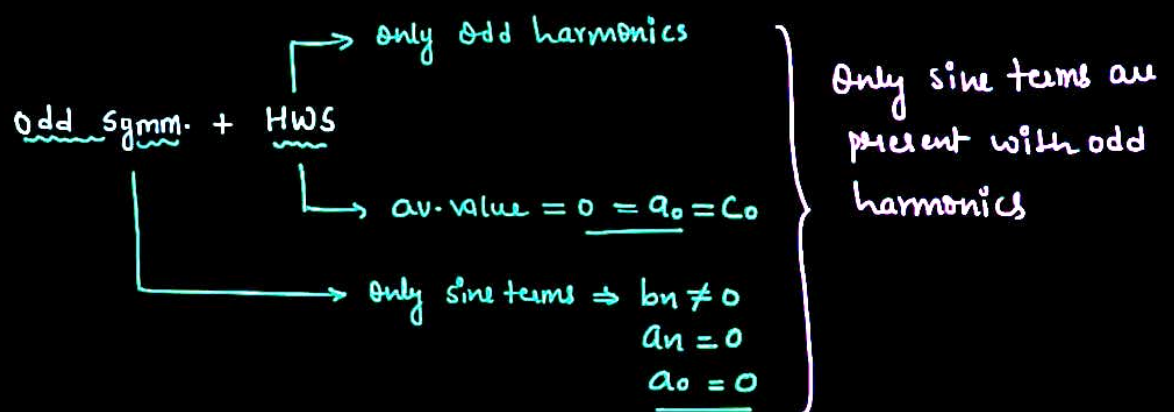 only odd harmonics
odd symm. + HWS
av. value = 0 = a₀ = C₀
only sine terms ⇒ bn ≠ 0
an = 0
a₀ = 0
Only sine terms are
present with odd
harmonics